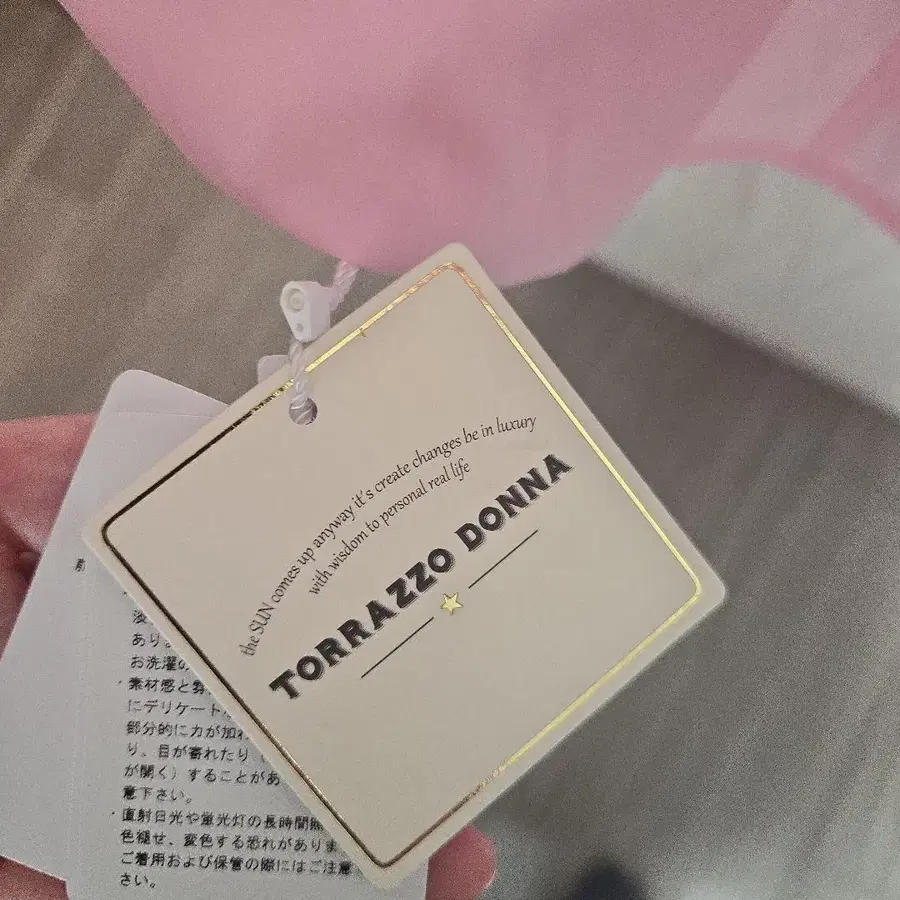 the SUN comes up anyway it's create changes be in luxury
with wisdom to personal real life
TORRAZZO DONNA
淡
あり
お洗濯の
・素材感と雰
にデリケート
部分的に力が加わ
り、目が寄れたり
が開く）することがあ
意下さい。
・直射日光や蛍光灯の長時間照
色褪せ、変色する恐れがありま
ご着用および保管の際にはご注意
さい。